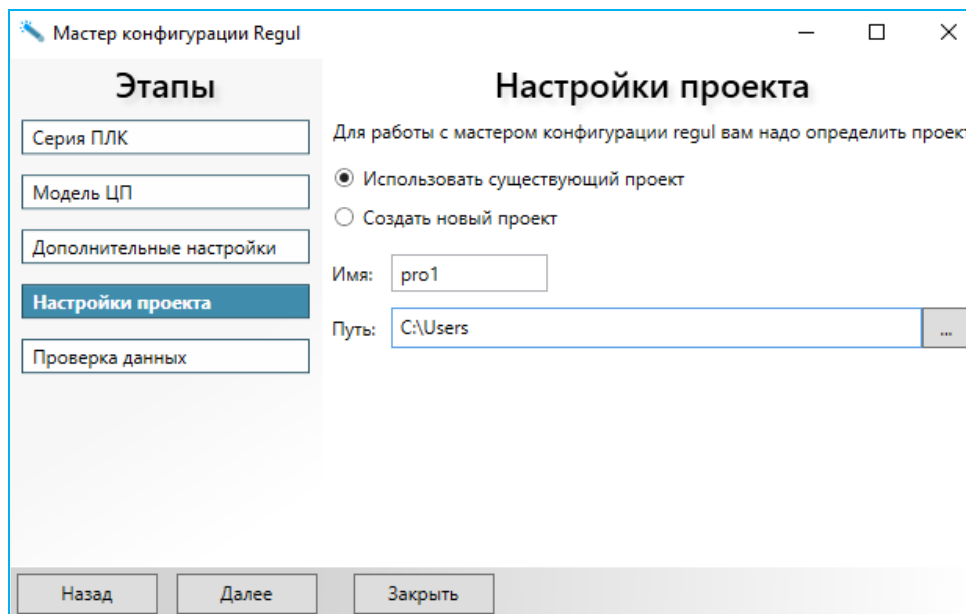 Мастер конфигурации Regul
Этапы
Серия ПЛК
Модель ЦП
Дополнительные настройки
Настройки проекта
Проверка данных
Настройки проекта
Для работы с мастером конфигурации regul вам надо определить проект
Использовать существующий проект
Создать новый проект
Имя: pro1
Путь: C:\Users ...
Назад Далее Закрыть